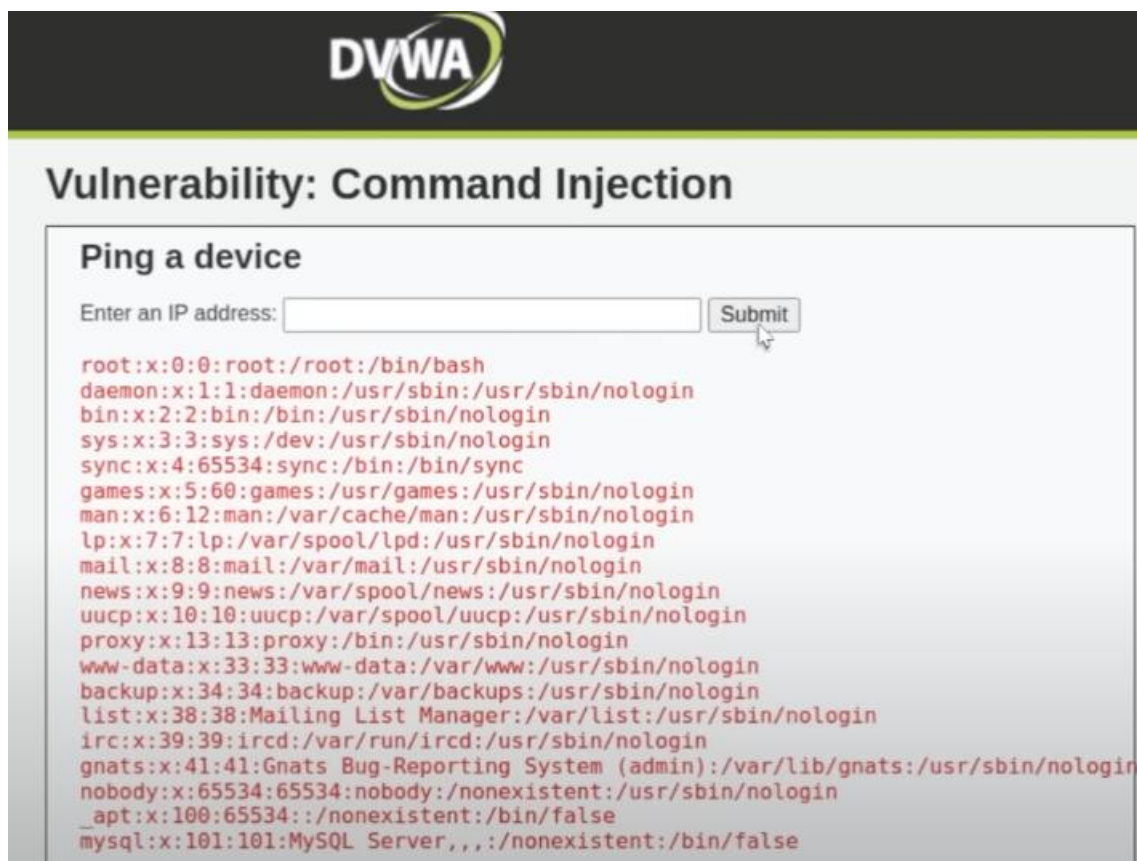 DVWA
Vulnerability: Command Injection
Ping a device
Enter an IP address: Submit
root:x:0:0:root:/root:/bin/bash
daemon:x:1:1:daemon:/usr/sbin:/usr/sbin/nologin
bin:x:2:2:bin:/bin:/usr/sbin/nologin
sys:x:3:3:sys:/dev:/usr/sbin/nologin
sync:x:4:65534:sync:/bin:/bin/sync
games:x:5:60:games:/usr/games:/usr/sbin/nologin
man:x:6:12:man:/var/cache/man:/usr/sbin/nologin
lp:x:7:7:lp:/var/spool/lpd:/usr/sbin/nologin
mail:x:8:8:mail:/var/mail:/usr/sbin/nologin
news:x:9:9:news:/var/spool/news:/usr/sbin/nologin
uucp:x:10:10:uucp:/var/spool/uucp:/usr/sbin/nologin
proxy:x:13:13:proxy:/bin:/usr/sbin/nologin
www-data:x:33:33:www-data:/var/www:/usr/sbin/nologin
backup:x:34:34:backup:/var/backups:/usr/sbin/nologin
list:x:38:38:Mailing List Manager:/var/list:/usr/sbin/nologin
irc:x:39:39:ircd:/var/run/ircd:/usr/sbin/nologin
gnats:x:41:41:Gnats Bug-Reporting System (admin):/var/lib/gnats:/usr/sbin/nologin
nobody:x:65534:65534:nobody:/nonexistent:/usr/sbin/nologin
_apt:x:100:65534::/nonexistent:/bin/false
mysql:x:101:101:MySQL Server,,,:/nonexistent:/bin/false